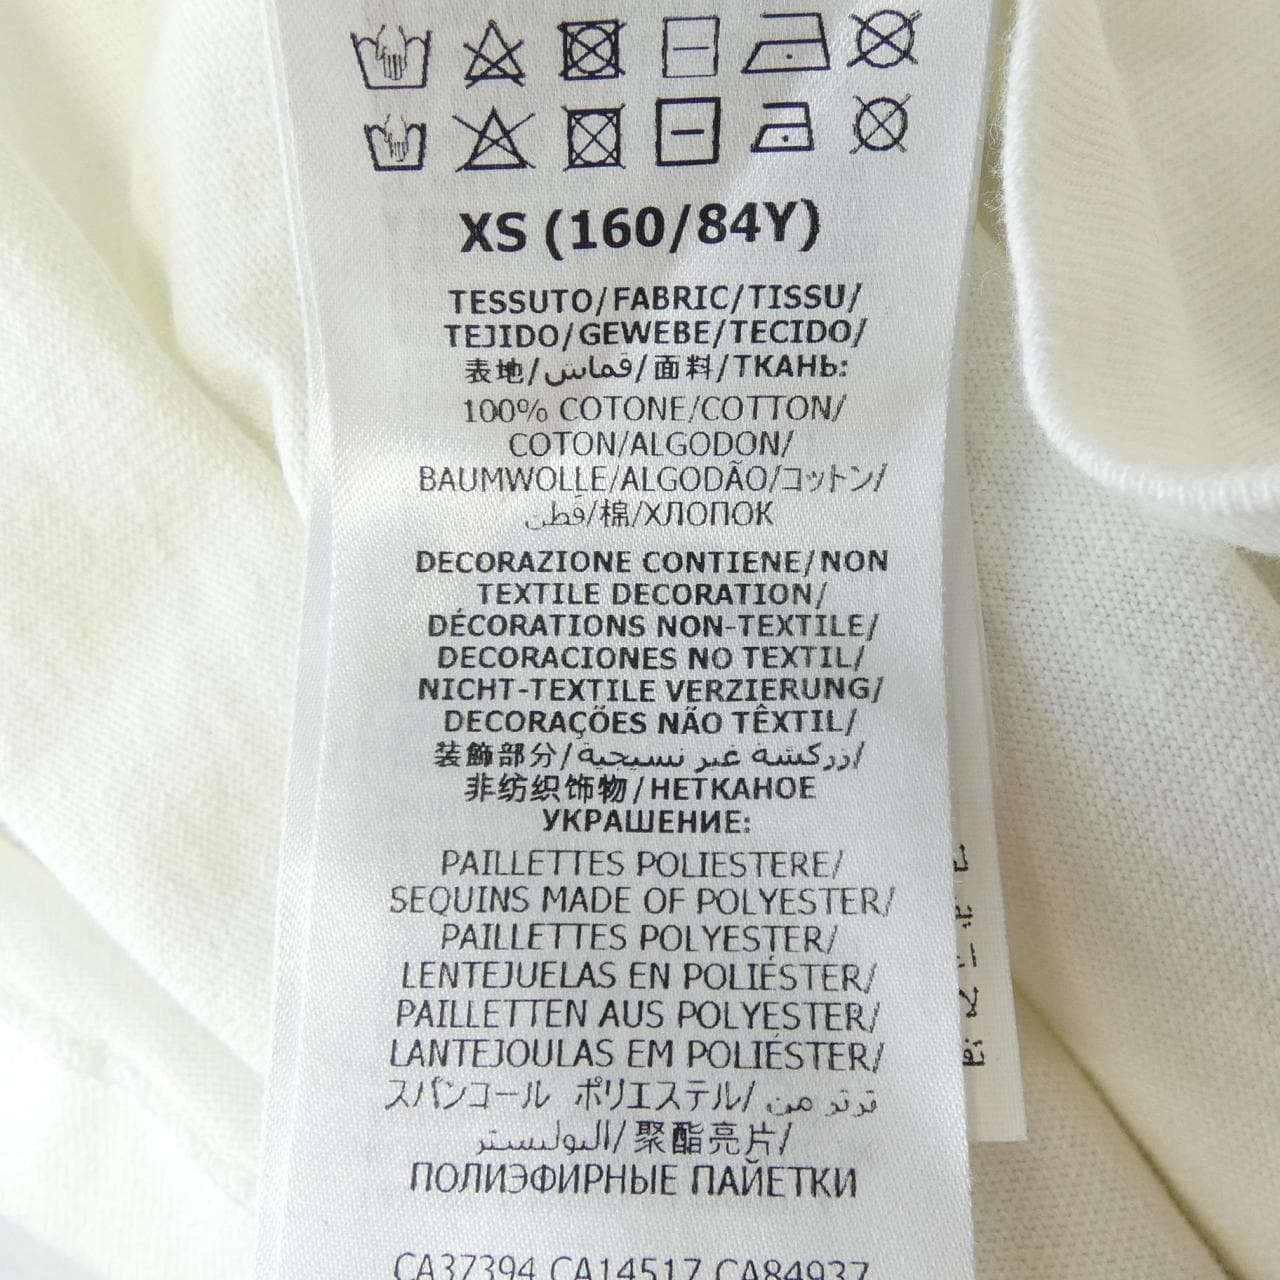 XS (160/84Y)
TESSUTO/FABRIC/TISSU/
TEJIDO/GEWEBE/TECIDO/
表地/قماس/面料/ТКАНЬ:
100% COTONE/COTTON/
COTON/ALGODON/
BAUMWOLLE/ALGODÃO/コットン/
قطن/棉/ХЛОПОК
DECORAZIONE CONTIENE/NON
TEXTILE DECORATION/
DÉCORATIONS NON-TEXTILE/
DECORACIONES NO TEXTIL/
NICHT-TEXTILE VERZIERUNG/
DECORAÇÕES NÃO TÊXTIL/
装飾部分/زركشة غير نسيجية/
非纺织饰物/НЕТКАНОЕ
УКРАШЕНИЕ:
PAILLETTES POLIESTERE/
SEQUINS MADE OF POLYESTER/
PAILLETTES POLYESTER/
LENTEJUELAS EN POLIÉSTER/
PAILLETTEN AUS POLYESTER/
LANTEJOULAS EM POLIÉSTER/
スパンコール ポリエステル/ترتر من
البوليستر/聚酯亮片/
ПОЛИЭФИРНЫЕ ПАЙЕТКИ
CA37394 CA14517 CA84937